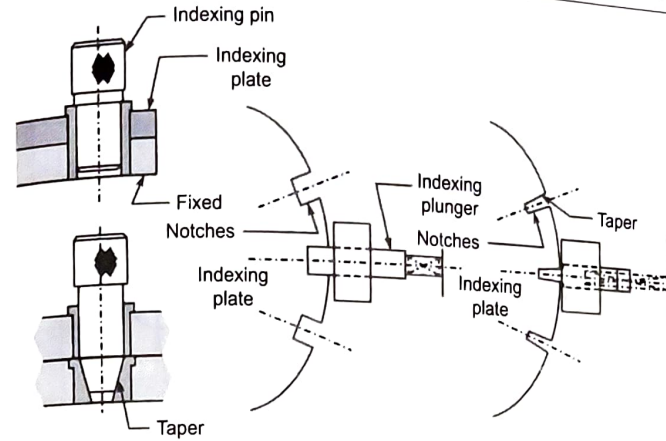 Indexing pin
Indexing
plate
Fixed
Notches
Indexing
plunger
Notches
Taper
Indexing
plate
Indexing
plate
Taper